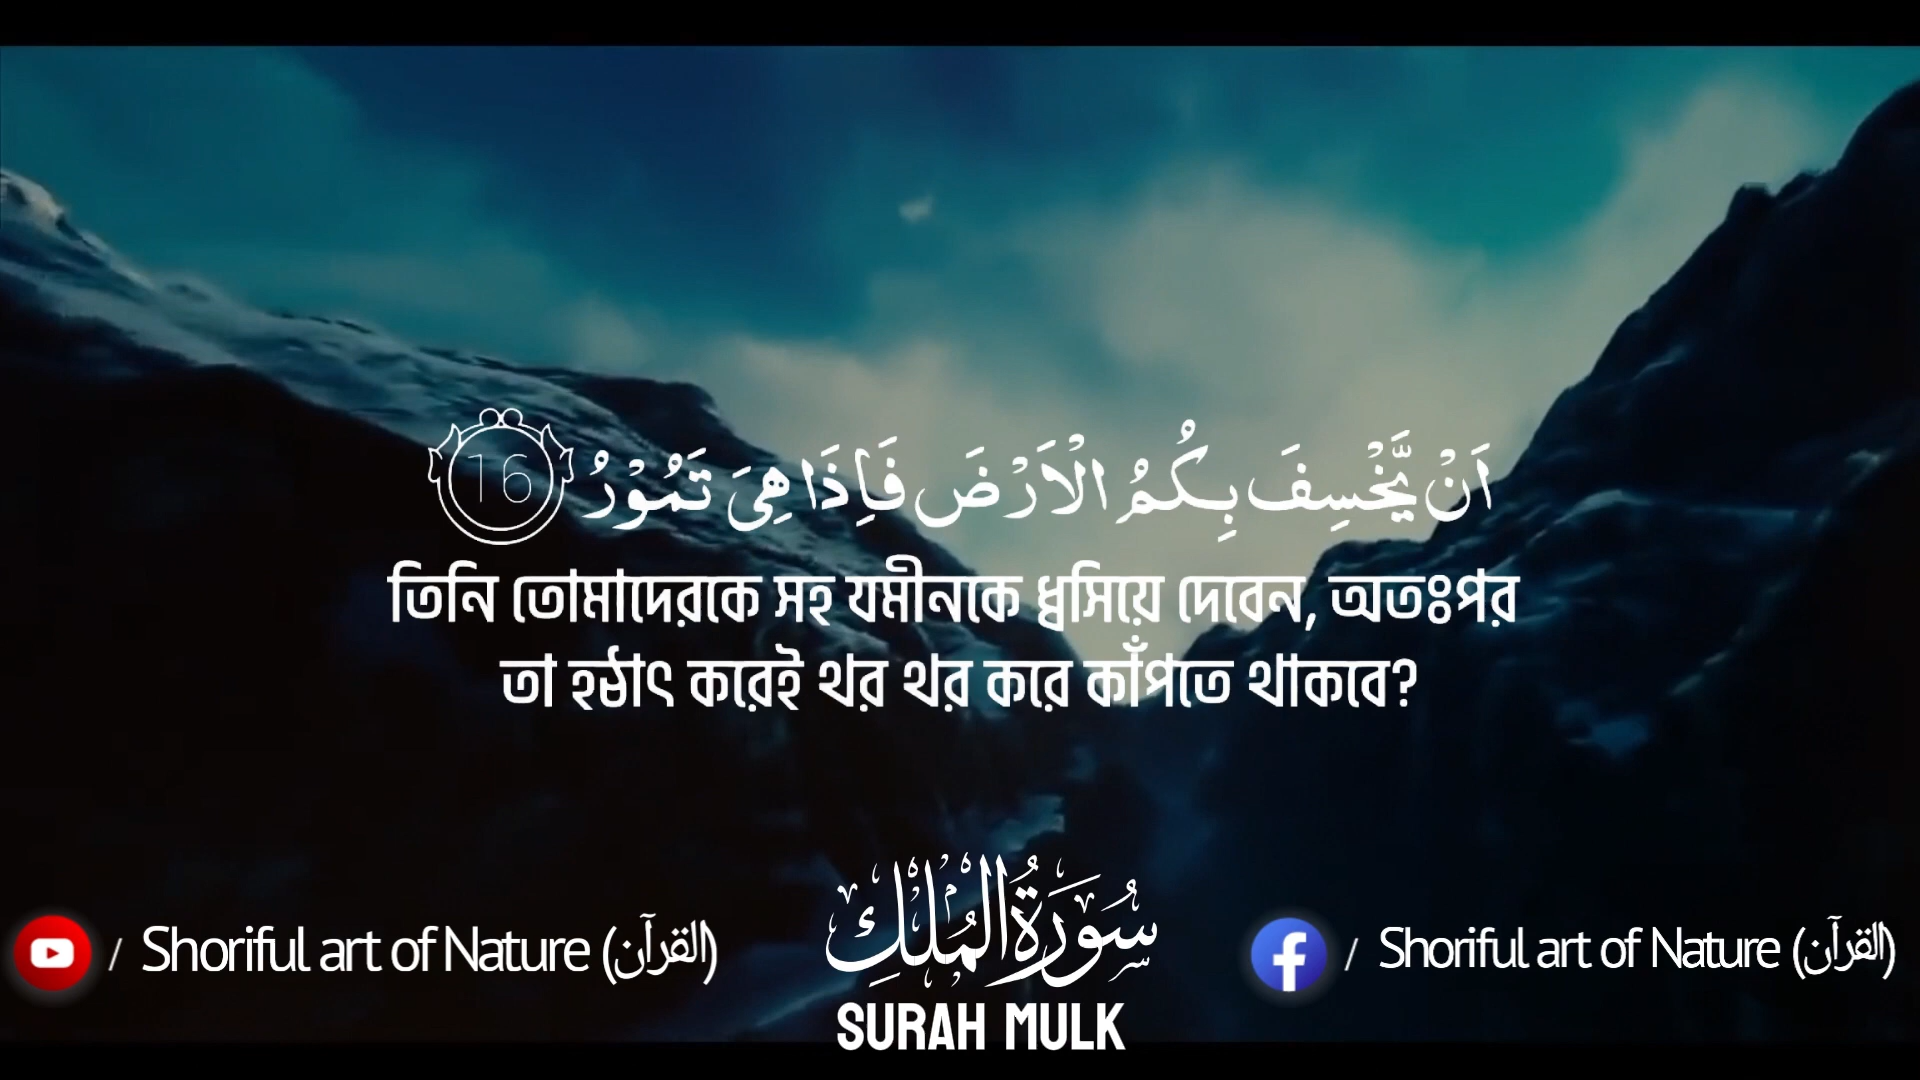 اَنْ يَّخْسِفَ بِكُمُ الْاَرْضَ فَاِذَا هِىَ تَمُوْرُ 16
তিনি তোমাদেরকে সহ যমীনকে ধ্বসিয়ে দেবেন, অতঃপর
তা হঠাৎ করেই থর থর করে কাঁপতে থাকবে?
سُورَةُ الْمُلْكِ
/ Shoriful art of Nature (القرآن)
/ Shoriful art of Nature (القرآن)
SURAH MULK